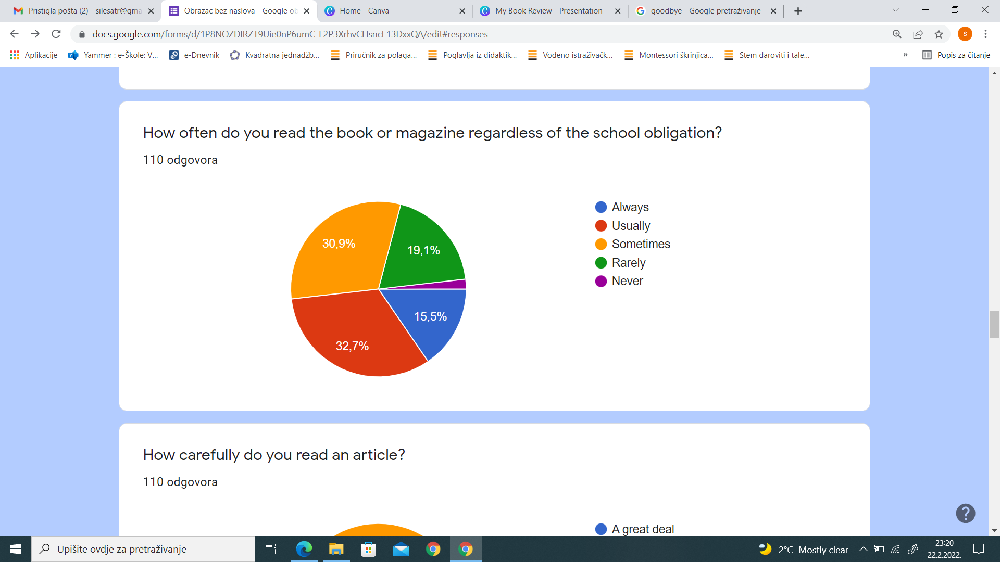 Pristigla pošta (2) - silesatr@gma
Obrazac bez naslova - Google ob
Home - Canva
My Book Review - Presentation
goodbye - Google pretraživanje
docs.google.com/forms/d/1P8NOZDIRZT9Uie0nP6umC_F2P3XrhvCHsncE13DxxQA/edit#responses
s
Aplikacije
Yammer : e-Škole: V...
e-Dnevnik
Kvadratna jednadžb...
Priručnik za polaga...
Poglavlja iz didaktik...
Vođeno istraživačk...
Montessori škrinjica...
Stem daroviti i tale...
»
Popis za čitanje
How often do you read the book or magazine regardless of the school obligation?
110 odgovora
30,9%
19,1%
15,5%
32,7%
Always
Usually
Sometimes
Rarely
Never
How carefully do you read an article?
110 odgovora
A great deal
?
Upišite ovdje za pretraživanje
2°C Mostly clear
23:20
22.2.2022.